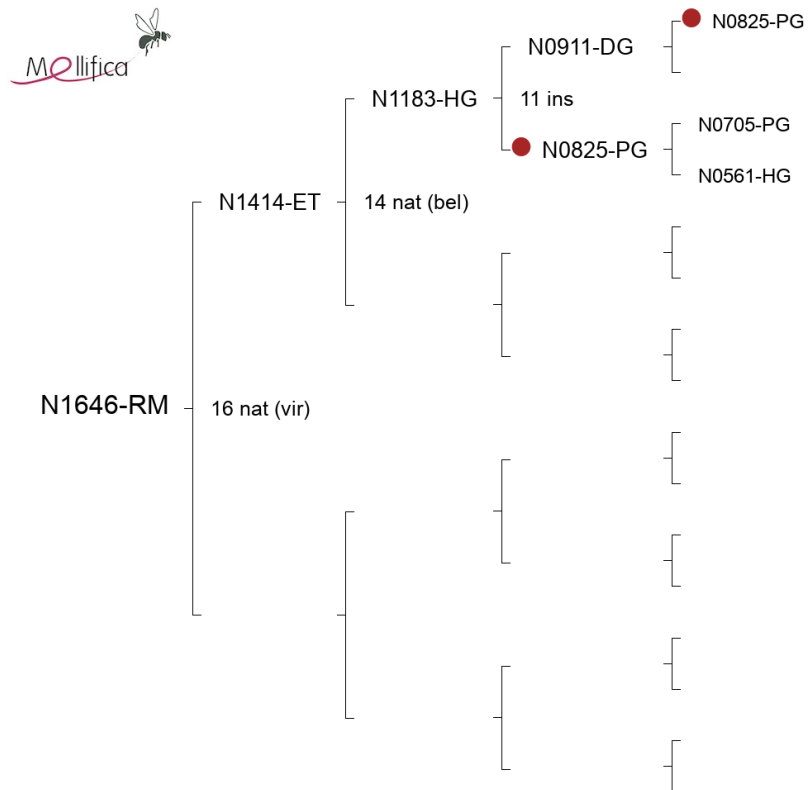 Mellifica
N0825-PG
N0911-DG
N1183-HG
11 ins
N0705-PG
N0825-PG
N0561-HG
N1414-ET
14 nat (bel)
N1646-RM
16 nat (vir)